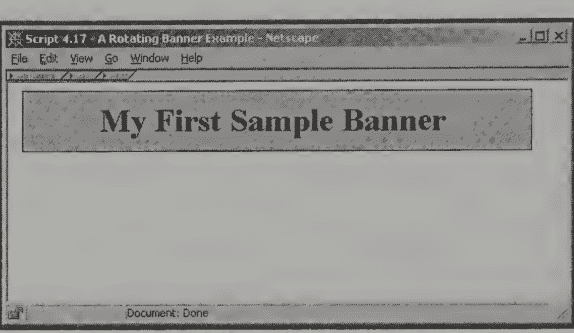 Script 4.17 - A Rotating Banner Example - Netscape
File Edit View Go Window Help
My First Sample Banner
Document: Done